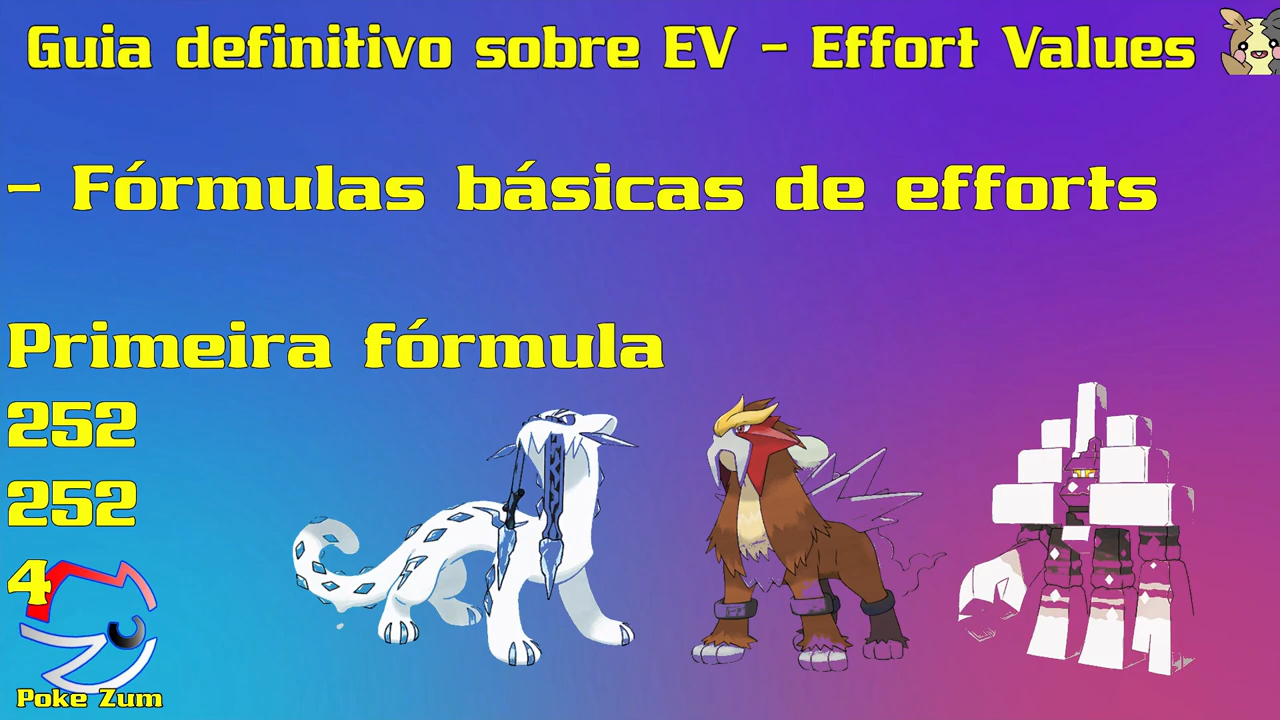 Guia definitivo sobre EV - Effort Values
- Fórmulas básicas de efforts
Primeira fórmula
252
252
4
Poke Zum